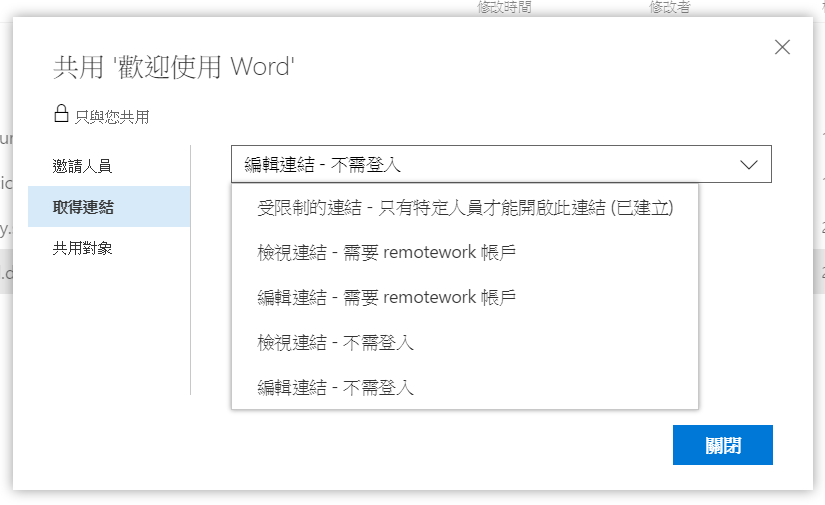 修改時間 修改者
共用 '歡迎使用 Word'
只與您共用
邀請人員
取得連結
共用對象
編輯連結 - 不需登入
受限制的連結 - 只有特定人員才能開啟此連結 (已建立)
檢視連結 - 需要 remotework 帳戶
編輯連結 - 需要 remotework 帳戶
檢視連結 - 不需登入
編輯連結 - 不需登入
關閉